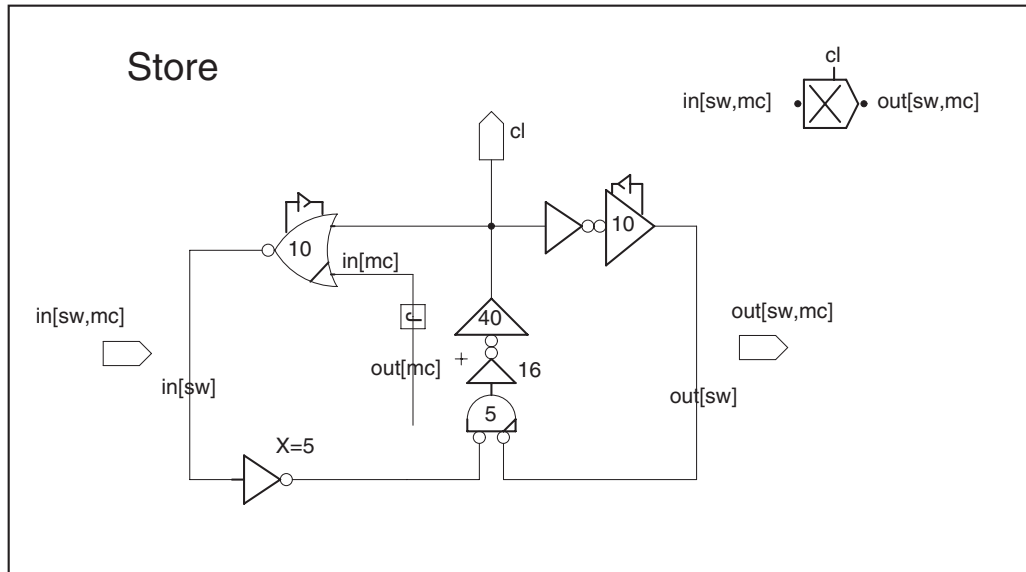 Store
cl
in[sw,mc]
out[sw,mc]
cl
10
10
in[mc]
in[sw,mc]
40
out[sw,mc]
out[mc]
16
in[sw]
out[sw]
5
X=5